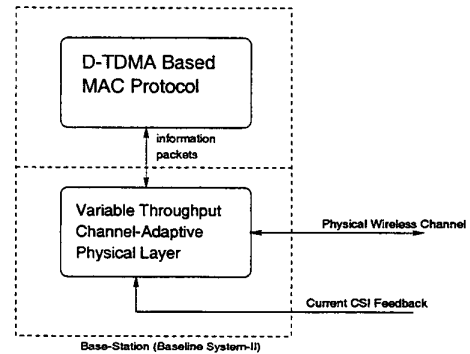 D-TDMA Based
MAC Protocol
information
packets
Variable Throughput
Channel-Adaptive
Physical Layer
Physical Wireless Channel
Current CSI Feedback
Base-Station (Baseline System-II)